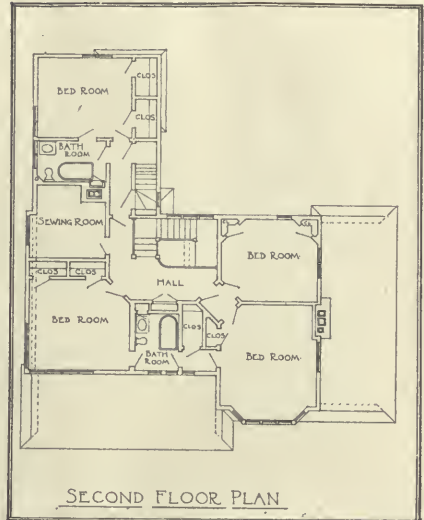 BED ROOM
CLOS
CLOS
BATH
ROOM
SEWING ROOM
CLOS
CLOS
HALL
BED ROOM
BED ROOM
CLOS
CLOS
BATH
ROOM
BED ROOM
SECOND FLOOR PLAN